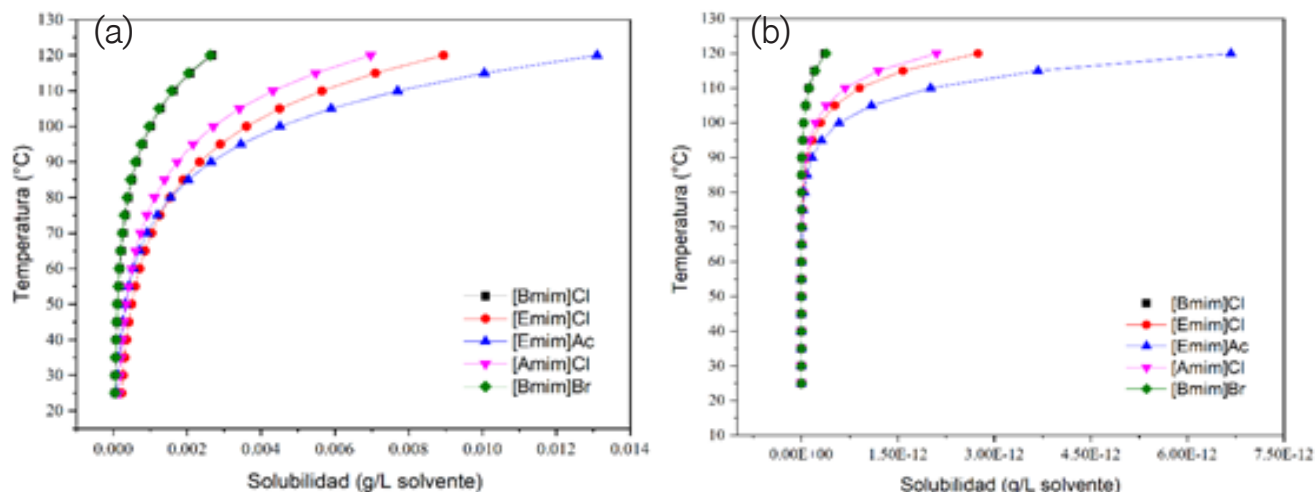 (a)
130
120
110
100
90
80
70
60
50
40
30
20
Temperatura (°C)
[Bmim]Cl
[Emim]Cl
[Emim]Ac
[Amim]Cl
[Bmim]Br
0.000 0.002 0.004 0.006 0.008 0.010 0.012 0.014
Solubilidad (g/L solvente)
(b)
130
120
110
100
90
80
70
60
50
40
30
20
10
Temperatura (°C)
[Bmim]Cl
[Emim]Cl
[Emim]Ac
[Amim]Cl
[Bmim]Br
0.00E+00 1.50E-12 3.00E-12 4.50E-12 6.00E-12 7.50E-12
Solubilidad (g/L solvente)